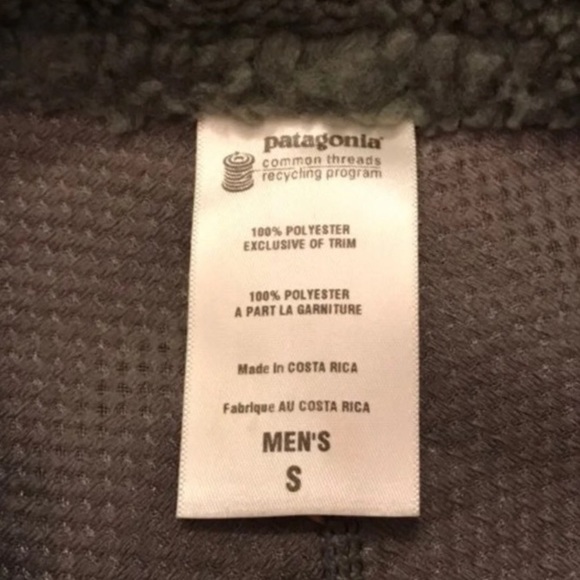 patagonia
common threads
recycling program
100% POLYESTER
EXCLUSIVE OF TRIM
100% POLYESTER
A PART LA GARNITURE
Made in COSTA RICA
Fabrique AU COSTA RICA
MEN'S
S